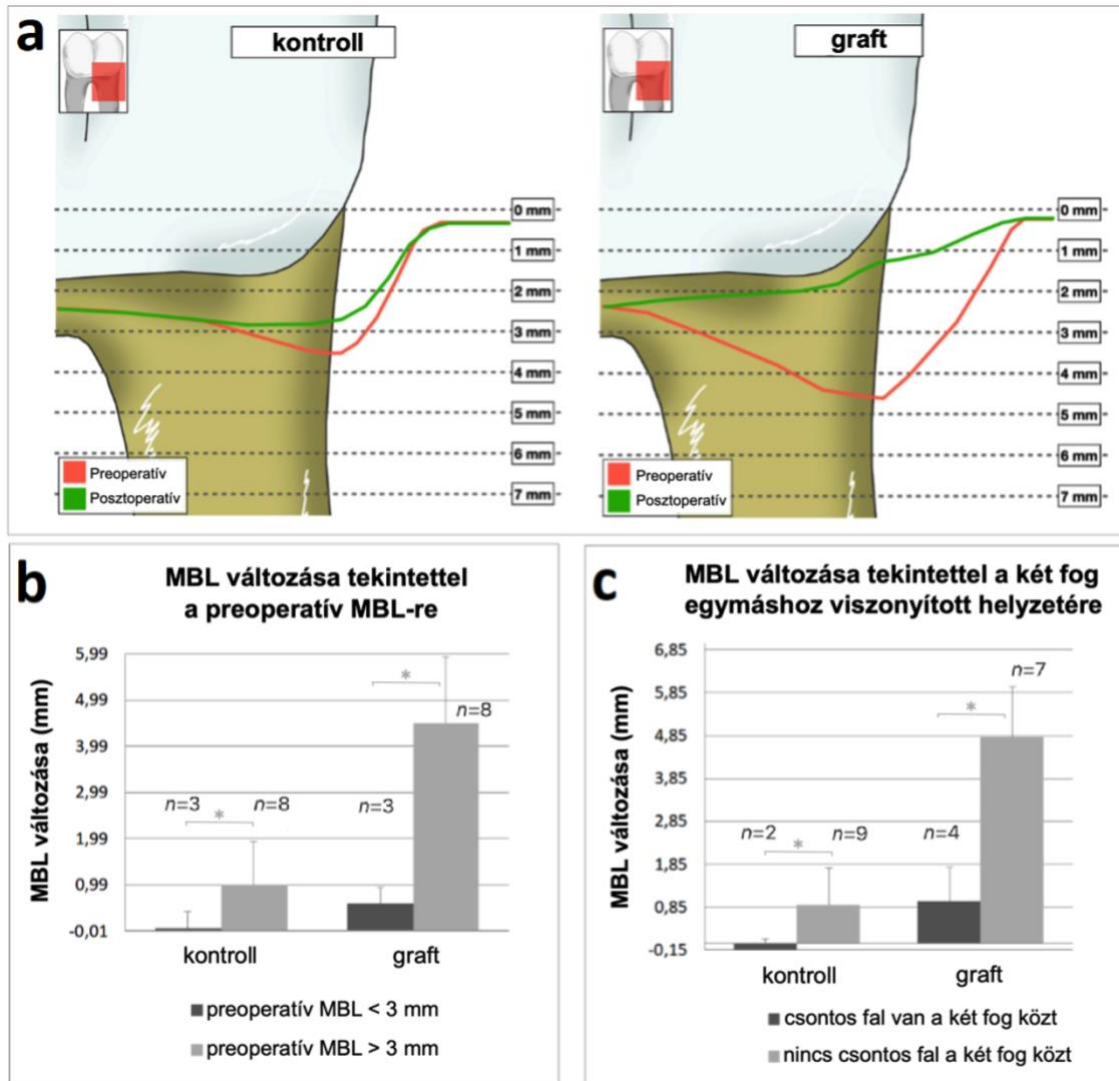 a
kontroll
0 mm
1 mm
2 mm
3 mm
4 mm
5 mm
6 mm
7 mm
Preoperatív
Posztoperatív
graft
0 mm
1 mm
2 mm
3 mm
4 mm
5 mm
6 mm
7 mm
Preoperatív
Posztoperatív
b
MBL változása tekintettel
a preoperatív MBL-re
MBL változása (mm)
5,99
4,99
3,99
2,99
1,99
0,99
-0,01
n=3
*
n=8
n=3
*
n=8
kontroll
graft
preoperatív MBL < 3 mm
preoperatív MBL > 3 mm
c
MBL változása tekintettel a két fog
egymáshoz viszonyított helyzetére
MBL változása (mm)
6,85
5,85
4,85
3,85
2,85
1,85
0,85
-0,15
n=2
*
n=9
n=4
*
n=7
kontroll
graft
csontos fal van a két fog közt
nincs csontos fal a két fog közt